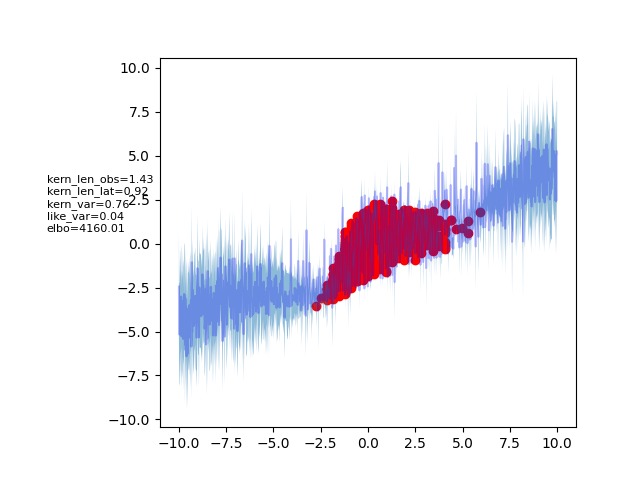 10.0
7.5
5.0
2.5
0.0
−2.5
−5.0
−7.5
−10.0
kern_len_obs=1.43
kern_len_lat=0.92
kern_var=0.76
like_var=0.04
elbo=4160.01
−10.0 −7.5 −5.0 −2.5 0.0 2.5 5.0 7.5 10.0